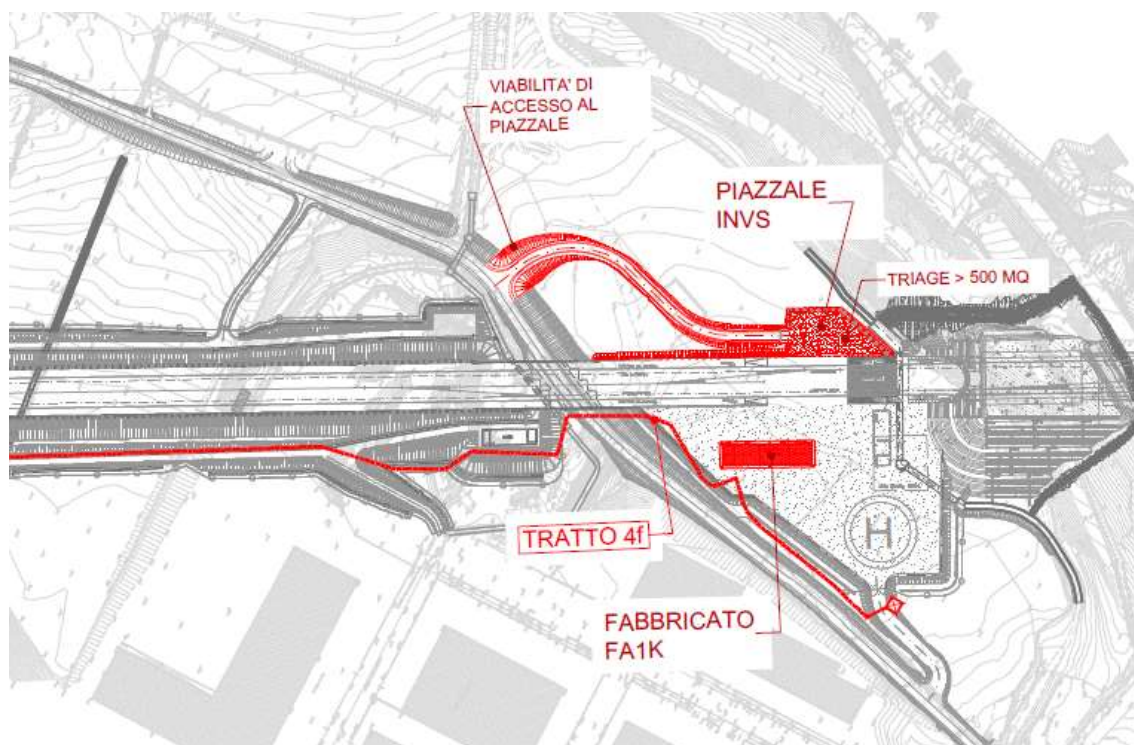 VIABILITA' DI
ACCESSO AL
PIAZZALE
PIAZZALE
INVS
TRIAGE > 500 MQ
TRATTO 4f
H
FABBRICATO
FA1K